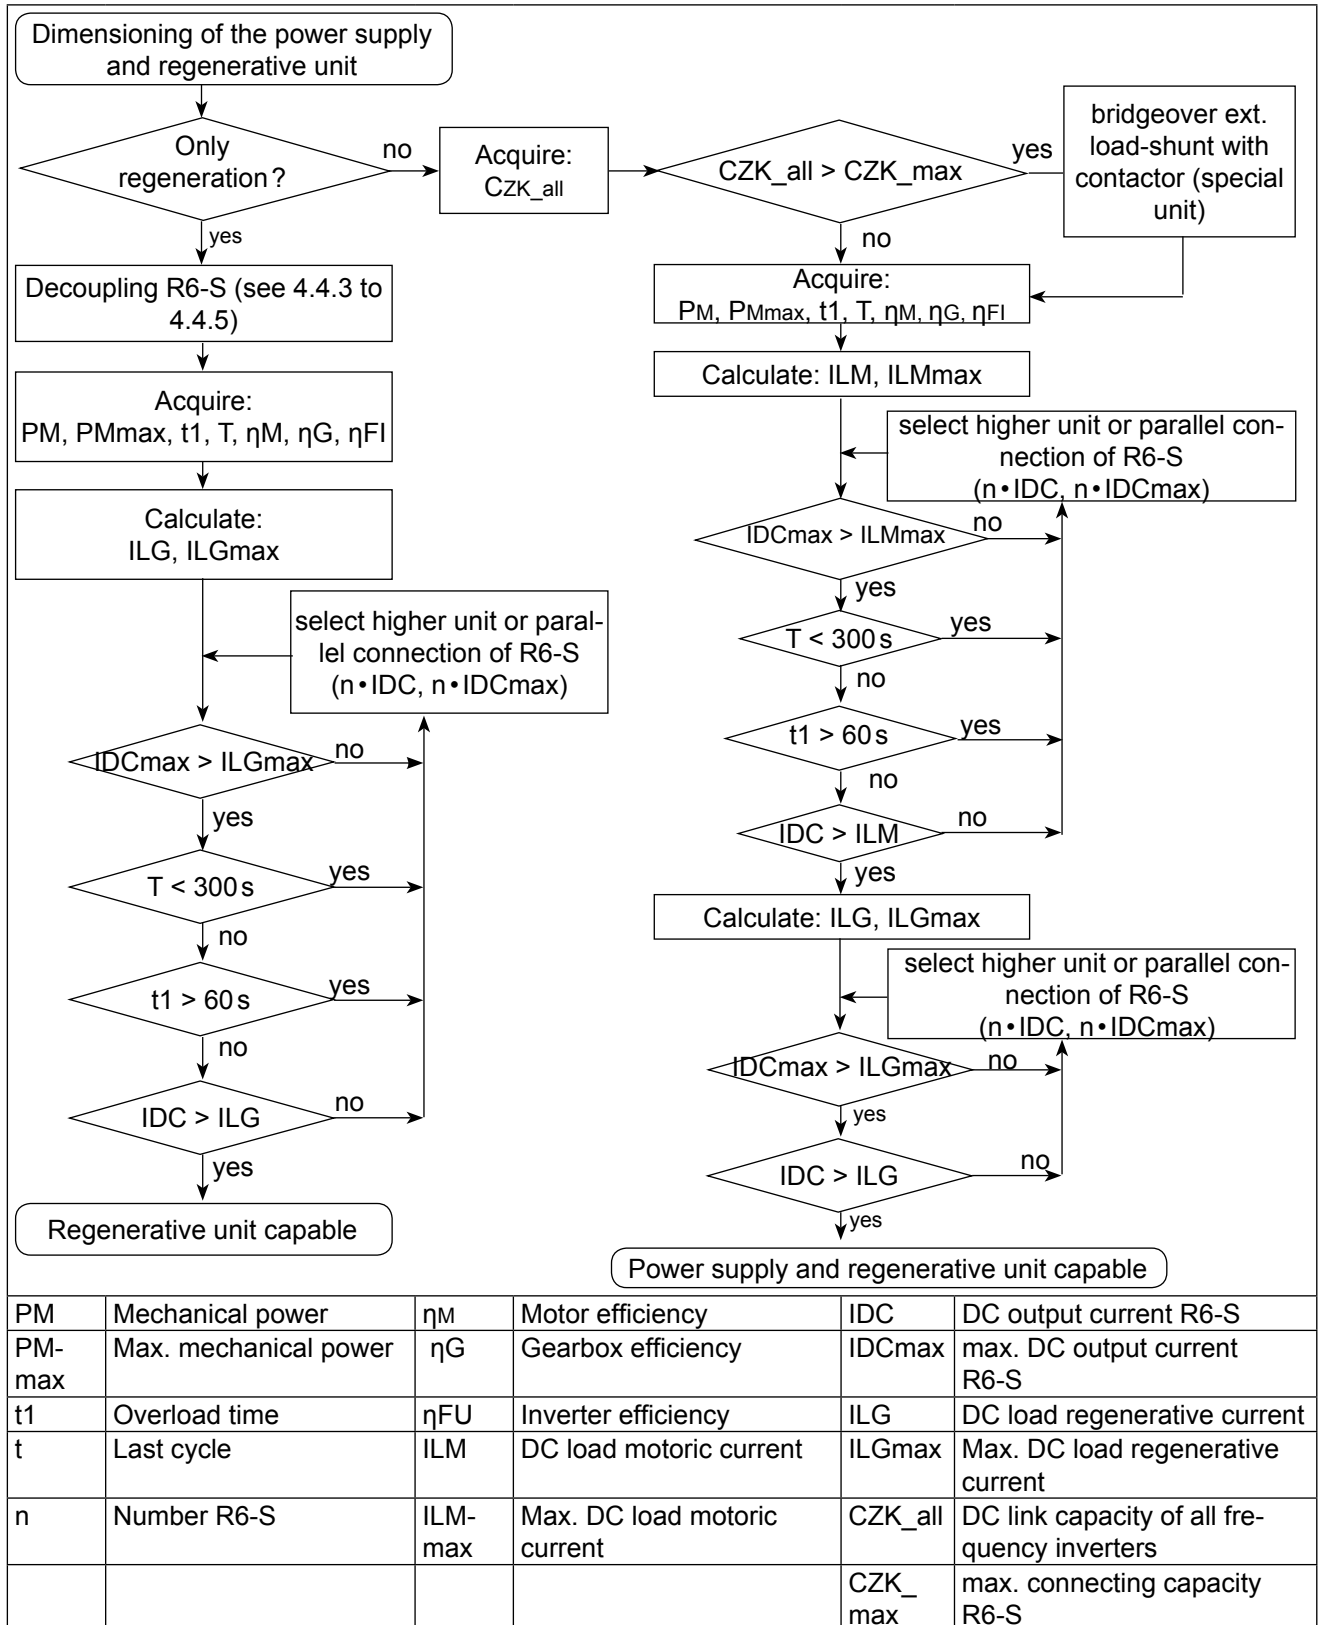 Dimensioning of the power supply
and regenerative unit
Only
regeneration?
no
yes
Acquire:
CZK_all
CZK_all > CZK_max
yes
no
bridgeover ext.
load-shunt with
contactor (special
unit)
Decoupling R6-S (see 4.4.3 to
4.4.5)
Acquire:
PM, PMmax, t1, T, ηM, ηG, ηFI
Calculate:
ILG, ILGmax
select higher unit or paral-
lel connection of R6-S
(n•IDC, n•IDCmax)
IDCmax > ILGmax
no
yes
T < 300s
yes
no
t1 > 60s
yes
no
IDC > ILG
no
yes
Regenerative unit capable
Acquire:
PM, PMmax, t1, T, ηM, ηG, ηFI
Calculate: ILM, ILMmax
select higher unit or parallel con-
nection of R6-S
(n•IDC, n•IDCmax)
IDCmax > ILMmax
no
yes
T < 300s
yes
no
t1 > 60s
yes
no
IDC > ILM
no
yes
Calculate: ILG, ILGmax
select higher unit or parallel con-
nection of R6-S
(n•IDC, n•IDCmax)
IDCmax > ILGmax
no
yes
IDC > ILG
no
yes
Power supply and regenerative unit capable
PM Mechanical power ηM Motor efficiency IDC DC output current R6-S
PM- Max. mechanical power ηG Gearbox efficiency IDCmax max. DC output current
max R6-S
t1 Overload time ηFU Inverter efficiency ILG DC load regenerative current
t Last cycle ILM DC load motoric current ILGmax Max. DC load regenerative
current
n Number R6-S ILM- Max. DC load motoric CZK_all DC link capacity of all fre-
max current quency inverters
CZK_ max. connecting capacity
max R6-S